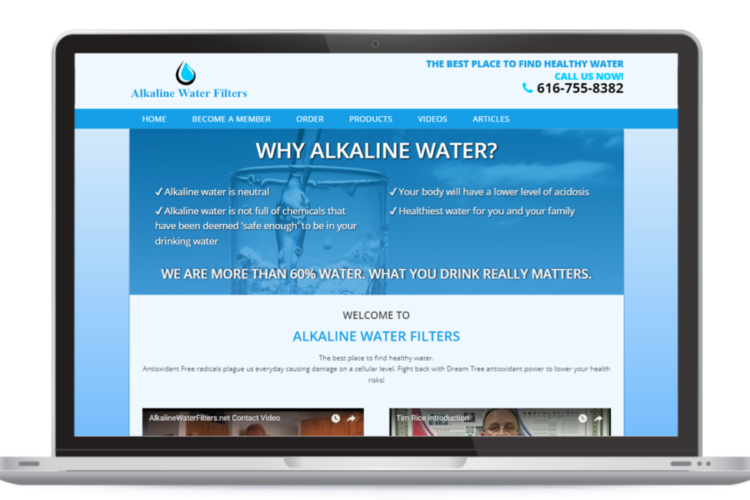 THE BEST PLACE TO FIND HEALTHY WATER
CALL US NOW!
616-755-8382
Alkaline Water Filters
HOME BECOME A MEMBER ORDER PRODUCTS VIDEOS ARTICLES
WHY ALKALINE WATER?
✓ Alkaline water is neutral
✓ Alkaline water is not full of chemicals that
have been deemed 'safe enough' to be in your
drinking water
✓ Your body will have a lower level of acidosis
✓ Healthiest water for you and your family
WE ARE MORE THAN 60% WATER. WHAT YOU DRINK REALLY MATTERS.
WELCOME TO
ALKALINE WATER FILTERS
The best place to find healthy water.
Antioxidant Free radicals plague us everyday causing damage on a cellular level. Fight back with Dream Tree antioxidant power to lower your health
risks!
AlkalineWaterFilters.net Contact Video
Tim Rice Introduction